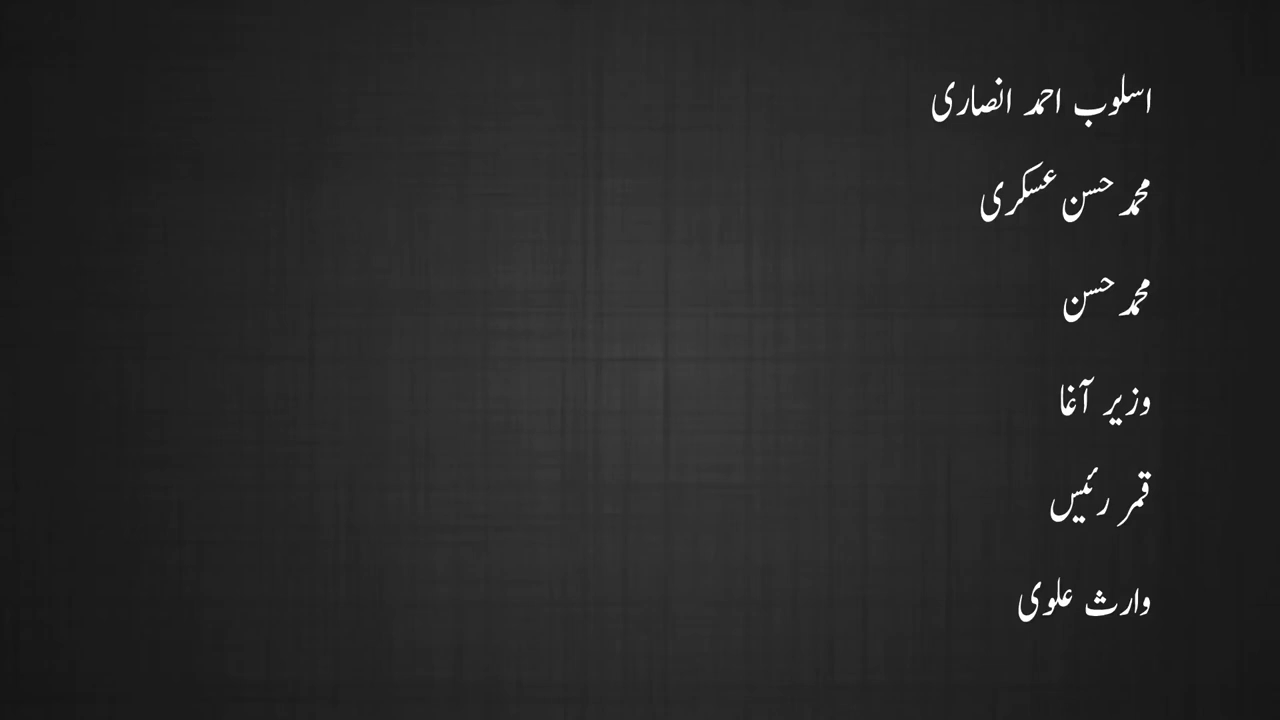 اسلوب احمد انصاری
محمد حسن عسکری
محمد حسن
وزیر آغا
قمر رئیس
وارث علوی